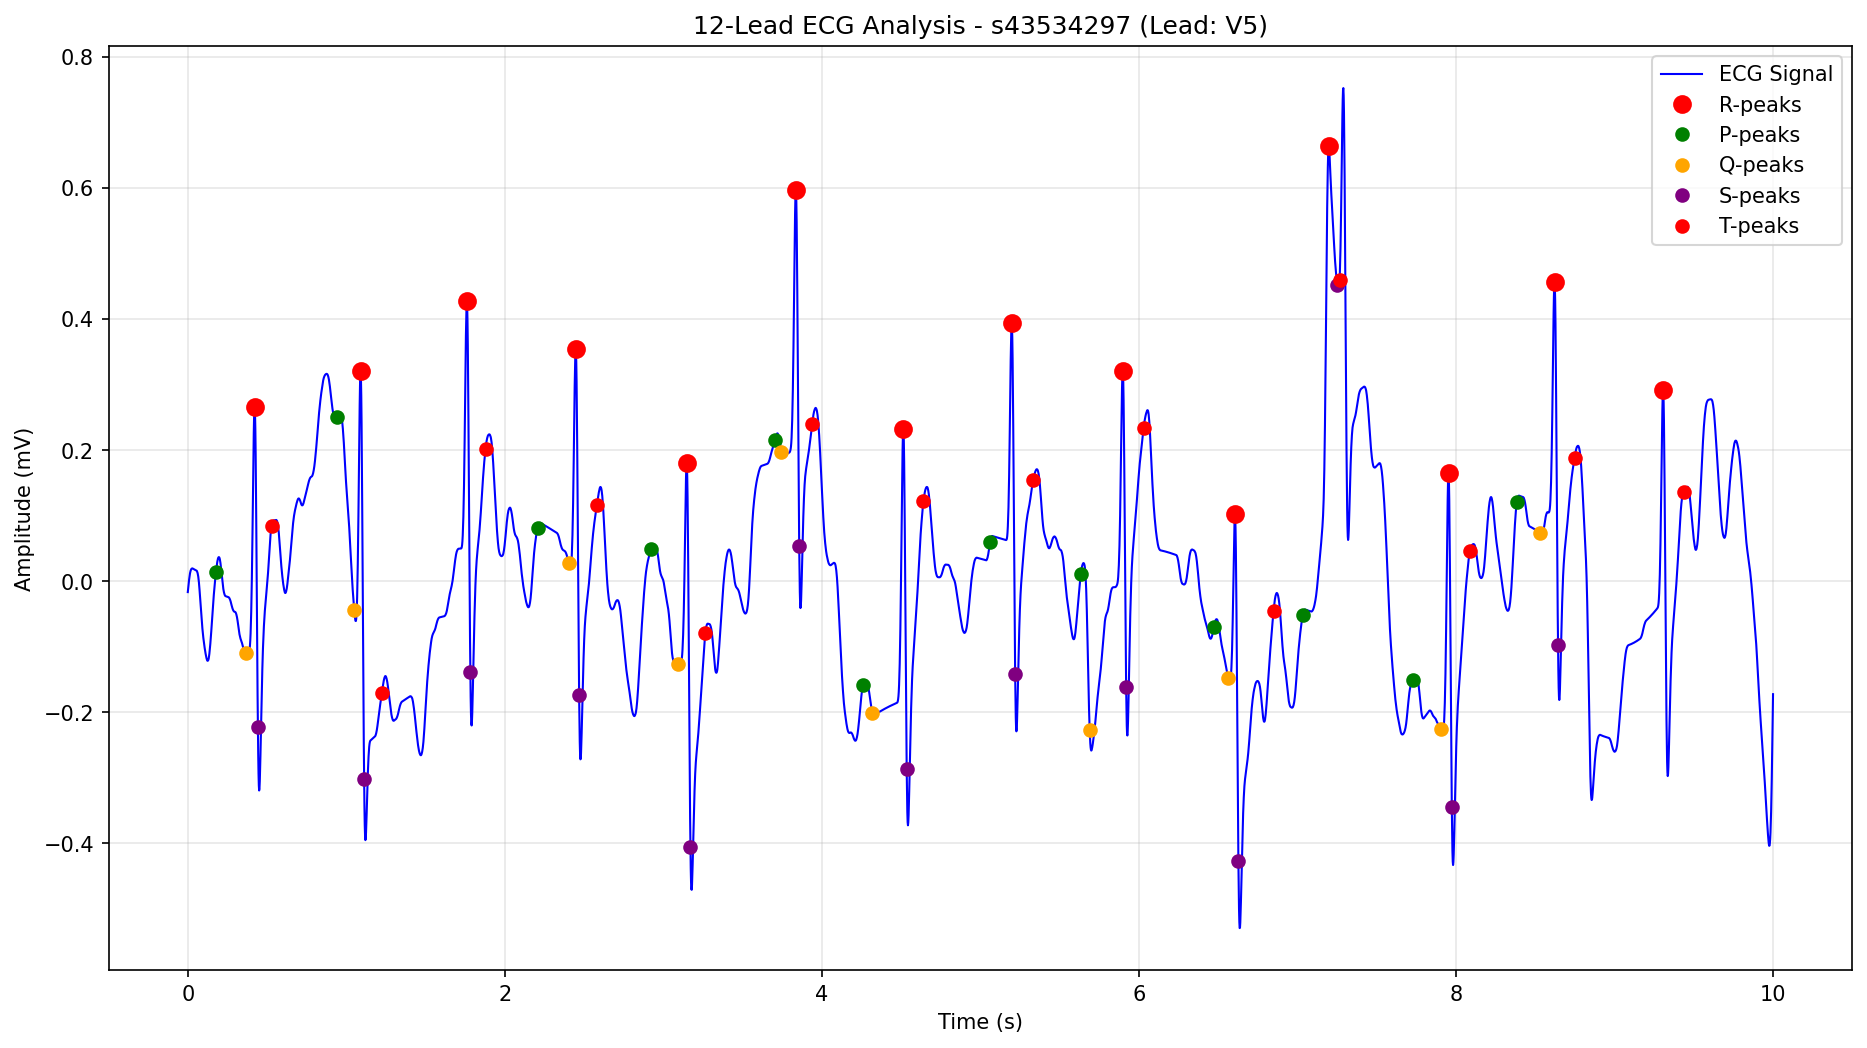 12-Lead ECG Analysis - s43534297 (Lead: V5)
ECG Signal
R-peaks
P-peaks
Q-peaks
S-peaks
T-peaks
Amplitude (mV)
0.8
0.6
0.4
0.2
0.0
−0.2
−0.4
0 2 4 6 8 10
Time (s)